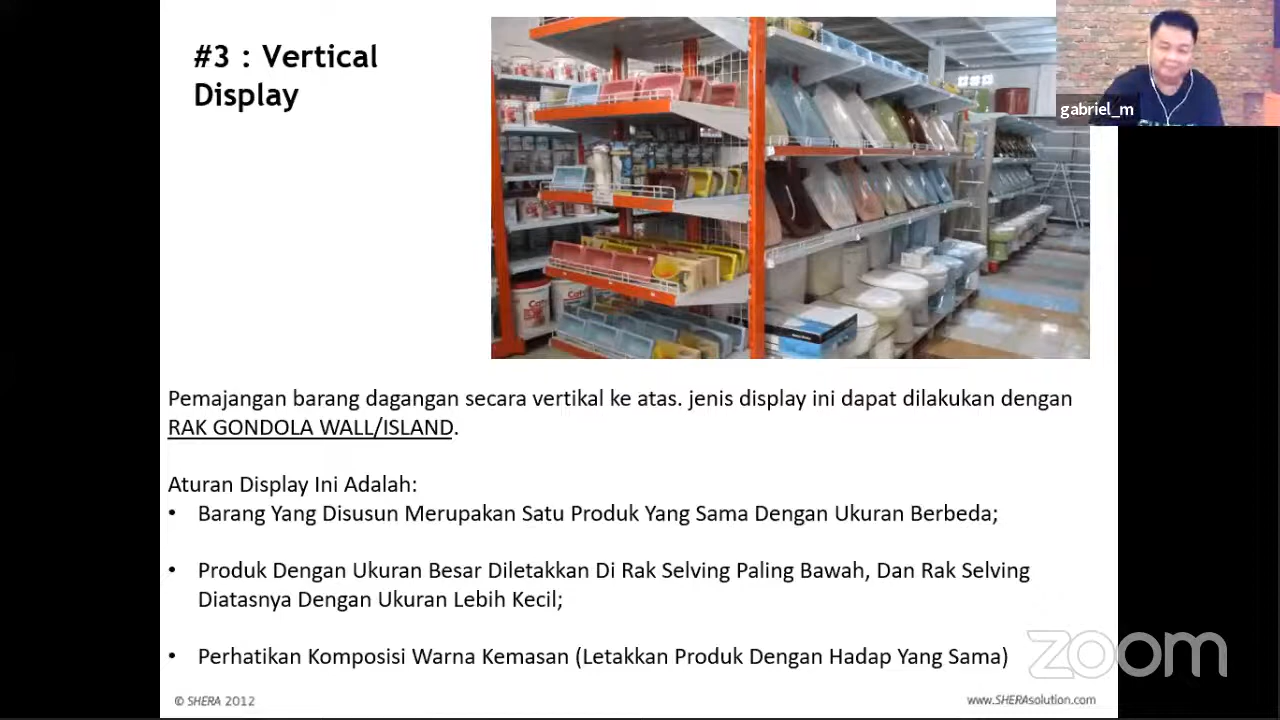 #3 : Vertical
Display
gabriel_m
Pemajangan barang dagangan secara vertikal ke atas. jenis display ini dapat dilakukan dengan
RAK GONDOLA WALL/ISLAND.
Aturan Display Ini Adalah:
• Barang Yang Disusun Merupakan Satu Produk Yang Sama Dengan Ukuran Berbeda;
• Produk Dengan Ukuran Besar Diletakkan Di Rak Selving Paling Bawah, Dan Rak Selving
Diatasnya Dengan Ukuran Lebih Kecil;
• Perhatikan Komposisi Warna Kemasan (Letakkan Produk Dengan Hadap Yang Sama)
zoom
© SHERA 2012
www.SHERAsolution.com